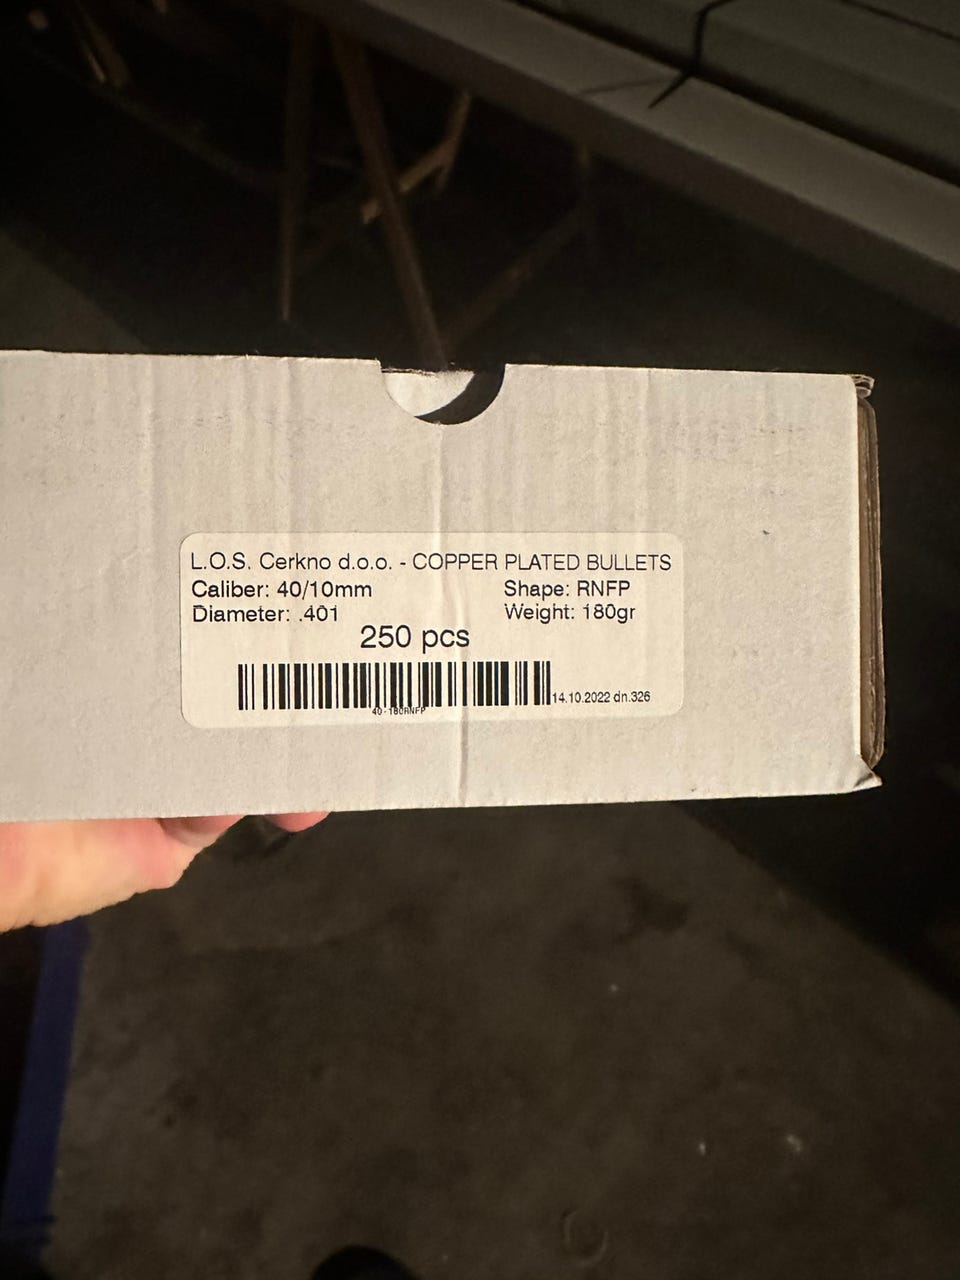 L.O.S. Cerkno d.o.o. - COPPER PLATED BULLETS
Caliber: 40/10mm Shape: RNFP
Diameter: .401 Weight: 180gr
250 pcs
14.10.2022 dn.326
40-180RNFP